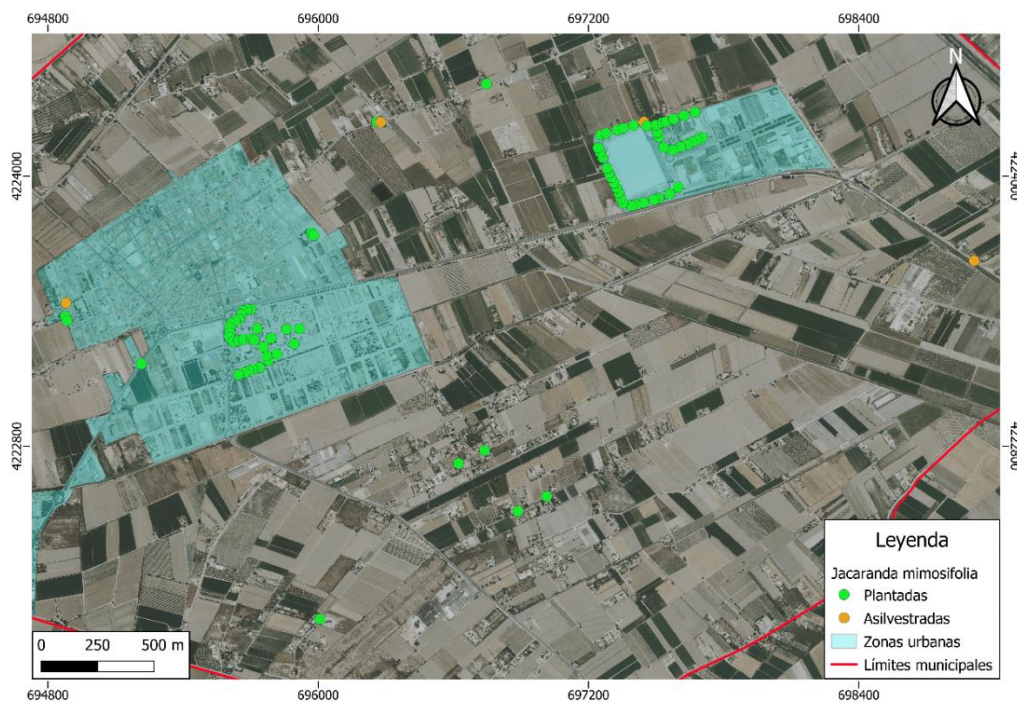 694800 696000 697200 698400
N
4224000 4224000
4222800 4222800
Leyenda
Jacaranda mimosifolia
Plantadas
Asilvestradas
Zonas urbanas
Límites municipales
0 250 500 m
694800 696000 697200 698400